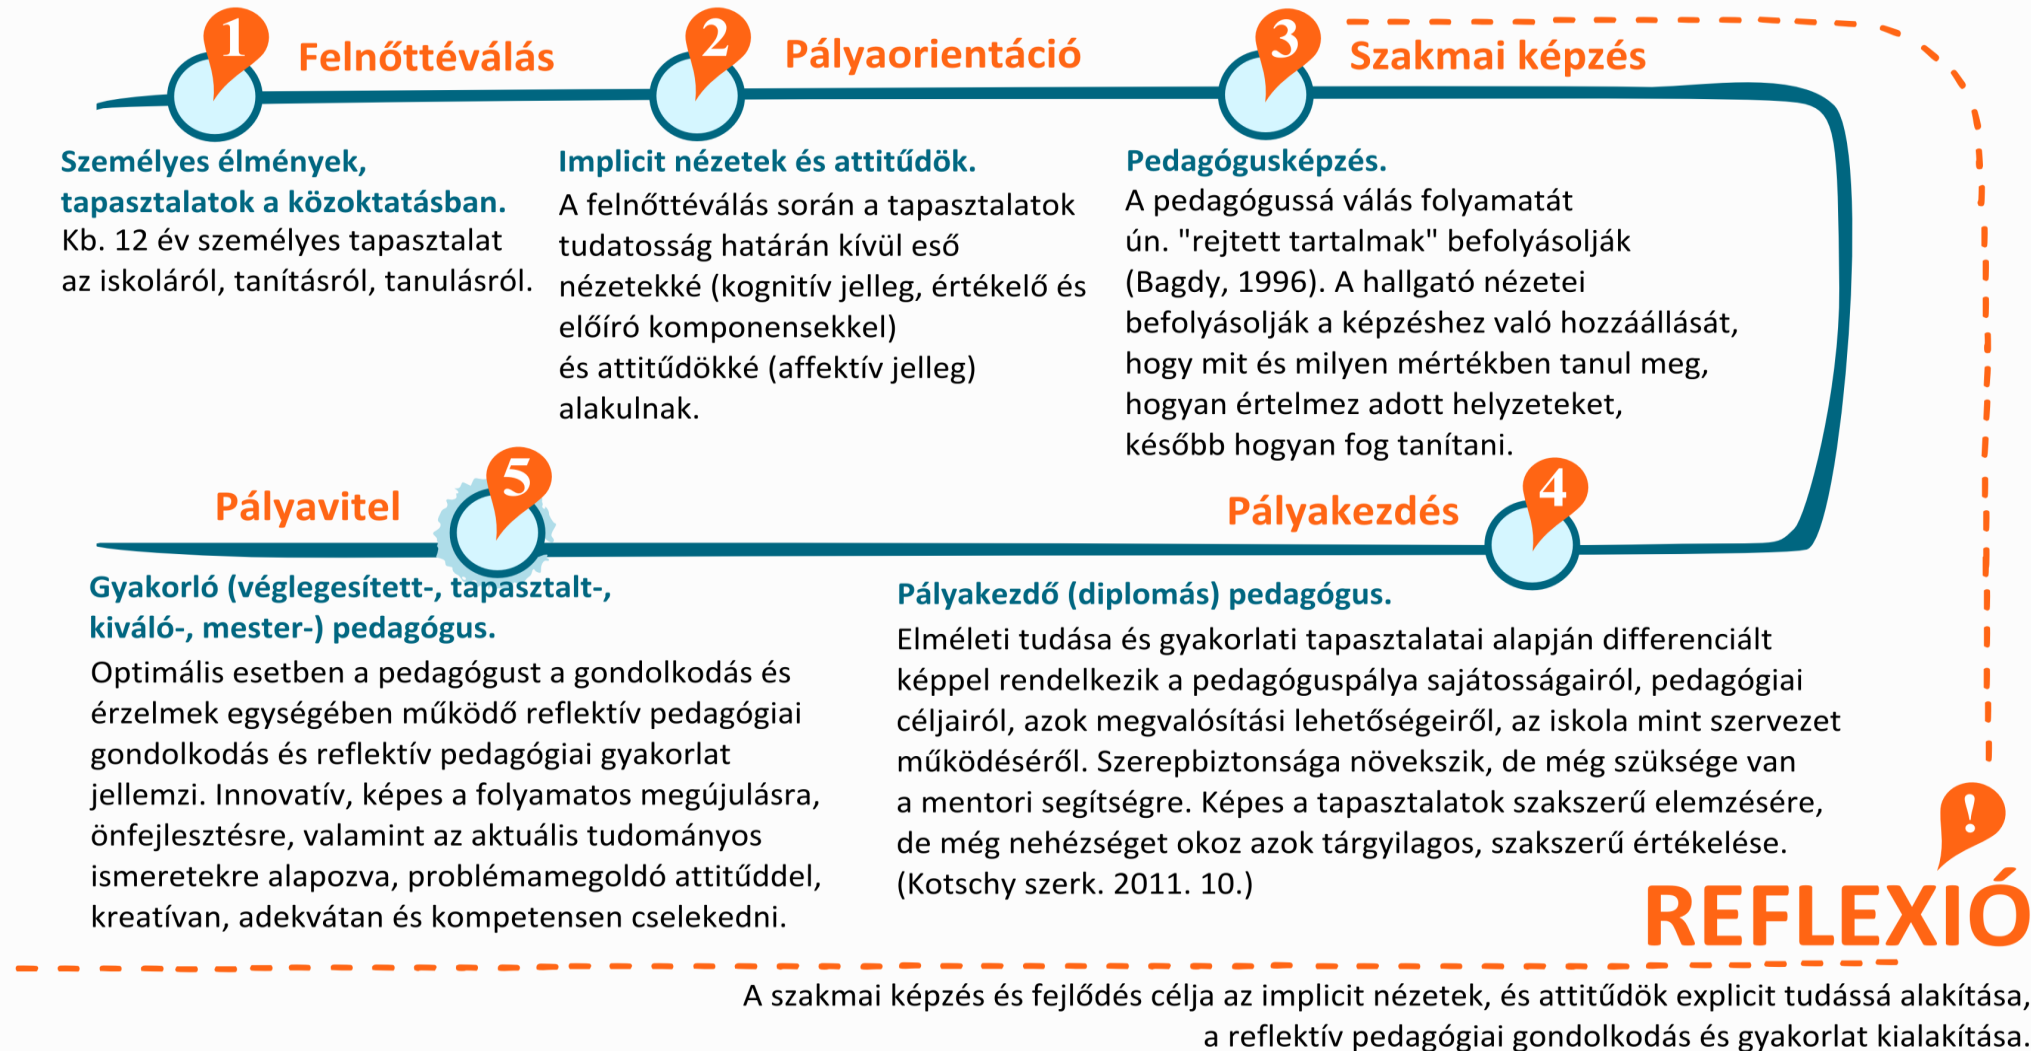 1
Felnőttéválás
Személyes élmények,
tapasztalatok a közoktatásban.
Kb. 12 év személyes tapasztalat
az iskoláról, tanításról, tanulásról.
2
Pályaorientáció
Implicit nézetek és attitűdök.
A felnőttéválás során a tapasztalatok
tudatosság határán kívül eső
nézetekké (kognitív jelleg, értékelő és
előíró komponensekkel)
és attitűdökké (affektív jelleg)
alakulnak.
3
Szakmai képzés
Pedagógusképzés.
A pedagógussá válás folyamatát
ún. "rejtett tartalmak" befolyásolják
(Bagdy, 1996). A hallgató nézetei
befolyásolják a képzéshez való hozzáállását,
hogy mit és milyen mértékben tanul meg,
hogyan értelmez adott helyzeteket,
később hogyan fog tanítani.
4
Pályakezdés
Pályakezdő (diplomás) pedagógus.
Elméleti tudása és gyakorlati tapasztalatai alapján differenciált
képpel rendelkezik a pedagóguspálya sajátosságairól, pedagógiai
céljairól, azok megvalósítási lehetőségeiről, az iskola mint szervezet
működéséről. Szerepbiztonsága növekszik, de még szüksége van
a mentori segítségre. Képes a tapasztalatok szakszerű elemzésére,
de még nehézséget okoz azok tárgyilagos, szakszerű értékelése.
(Kotschy szerk. 2011. 10.)
5
Pályavitel
Gyakorló (véglegesített-, tapasztalt-,
kiváló-, mester-) pedagógus.
Optimális esetben a pedagógust a gondolkodás és
érzelmek egységében működő reflektív pedagógiai
gondolkodás és reflektív pedagógiai gyakorlat
jellemzi. Innovatív, képes a folyamatos megújulásra,
önfejlesztésre, valamint az aktuális tudományos
ismeretekre alapozva, problémamegoldó attitűddel,
kreatívan, adekvátan és kompetensen cselekedni.
!
REFLEXIÓ
A szakmai képzés és fejlődés célja az implicit nézetek, és attitűdök explicit tudássá alakítása,
a reflektív pedagógiai gondolkodás és gyakorlat kialakítása.